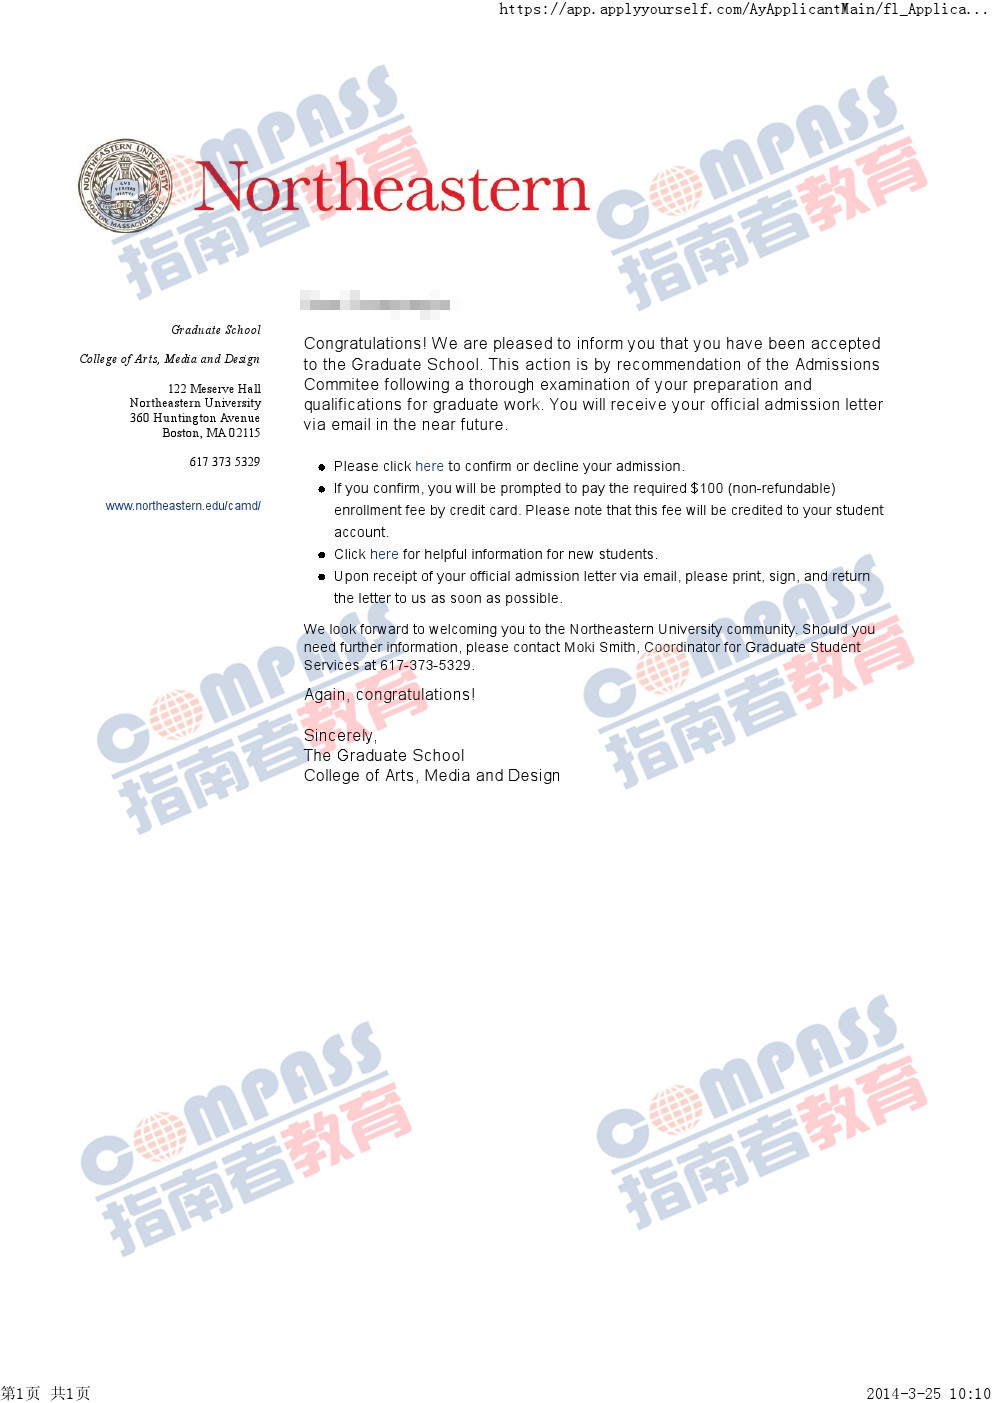 https://app.applyyourself.com/AyApplicantMain/fl_Applica...
COMPASS
指南者教育
COMPASS
指南者教育
NORTHEASTERN UNIVERSITY
LUX VERITAS VIRTUS
BOSTON, MASSACHUSETTS
Northeastern
Graduate School
College of Arts, Media and Design
122 Meserve Hall
Northeastern University
360 Huntington Avenue
Boston, MA 02115
617 373 5329
www.northeastern.edu/camd/
Congratulations! We are pleased to inform you that you have been accepted
to the Graduate School. This action is by recommendation of the Admissions
Commitee following a thorough examination of your preparation and
qualifications for graduate work. You will receive your official admission letter
via email in the near future.
● Please click here to confirm or decline your admission.
● If you confirm, you will be prompted to pay the required $100 (non-refundable)
enrollment fee by credit card. Please note that this fee will be credited to your student
account.
● Click here for helpful information for new students.
● Upon receipt of your official admission letter via email, please print, sign, and return
the letter to us as soon as possible.
We look forward to welcoming you to the Northeastern University community. Should you
need further information, please contact Moki Smith, Coordinator for Graduate Student
Services at 617-373-5329.
Again, congratulations!
Sincerely,
The Graduate School
College of Arts, Media and Design
COMPASS
指南者教育
COMPASS
指南者教育
COMPASS
指南者教育
COMPASS
指南者教育
第1页 共1页
2014-3-25 10:10